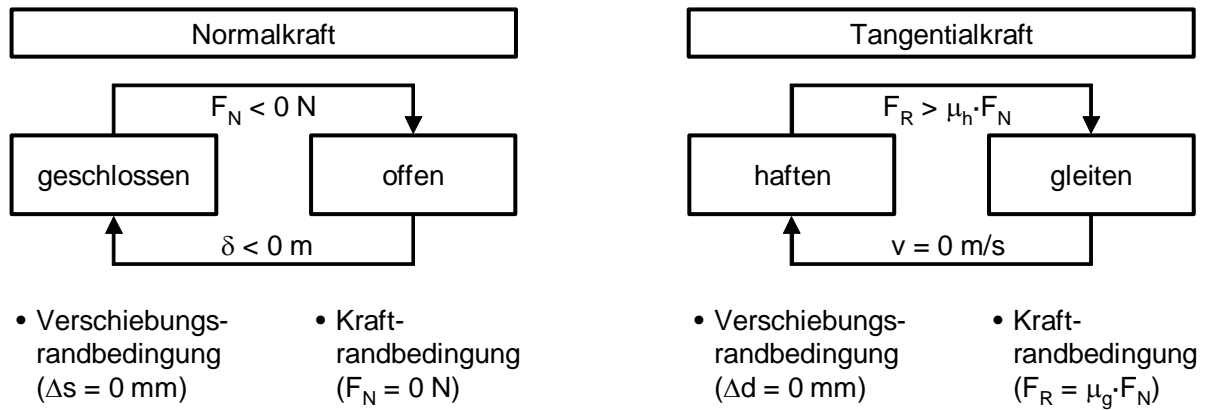 Normalkraft
F_N < 0 N
geschlossen
offen
δ < 0 m
• Verschiebungs-
randbedingung
(Δs = 0 mm)
• Kraft-
randbedingung
(F_N = 0 N)
Tangentialkraft
F_R > μ_h·F_N
haften
gleiten
v = 0 m/s
• Verschiebungs-
randbedingung
(Δd = 0 mm)
• Kraft-
randbedingung
(F_R = μ_g·F_N)